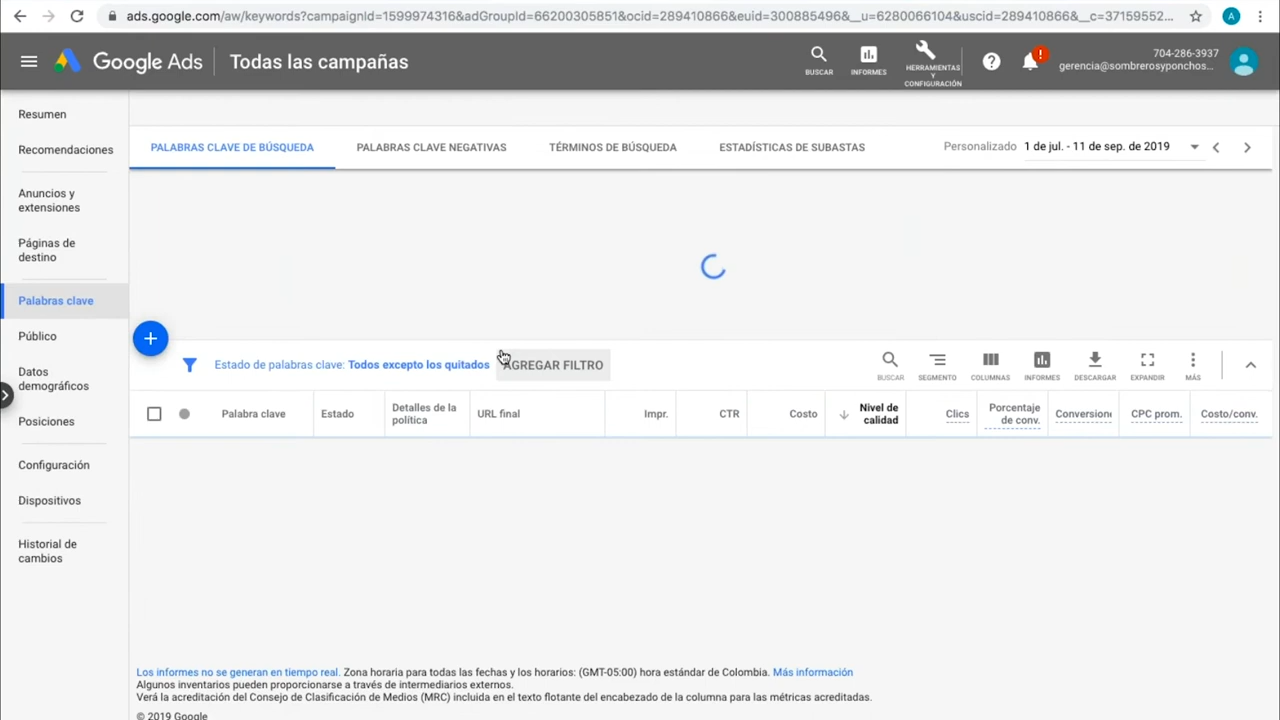 ads.google.com/aw/keywords?campaignId=1599974316&adGroupId=66200305851&ocid=289410866&euid=300885496&__u=6280066104&uscid=289410866&__c=37159552...
A
Google Ads
Todas las campañas
BUSCAR
INFORMES
HERRAMIENTAS
Y
CONFIGURACIÓN
!
704-286-3937
gerencia@sombrerosyponchos...
Resumen
Recomendaciones
Anuncios y
extensiones
Páginas de
destino
Palabras clave
Público
Datos
demográficos
Posiciones
Configuración
Dispositivos
Historial de
cambios
PALABRAS CLAVE DE BÚSQUEDA
PALABRAS CLAVE NEGATIVAS
TÉRMINOS DE BÚSQUEDA
ESTADÍSTICAS DE SUBASTAS
Personalizado 1 de jul. - 11 de sep. de 2019
Estado de palabras clave: Todos excepto los quitados
AGREGAR FILTRO
BUSCAR
SEGMENTO
COLUMNAS
INFORMES
DESCARGAR
EXPANDIR
MÁS
Palabra clave
Estado
Detalles de la
política
URL final
Impr.
CTR
Costo
Nivel de
calidad
Clics
Porcentaje
de conv.
Conversione
CPC prom.
Costo/conv.
Los informes no se generan en tiempo real. Zona horaria para todas las fechas y los horarios: (GMT-05:00) hora estándar de Colombia. Más información
Algunos inventarios pueden proporcionarse a través de intermediarios externos.
Verá la acreditación del Consejo de Clasificación de Medios (MRC) incluida en el texto flotante del encabezado de la columna para las métricas acreditadas.
© 2019 Google